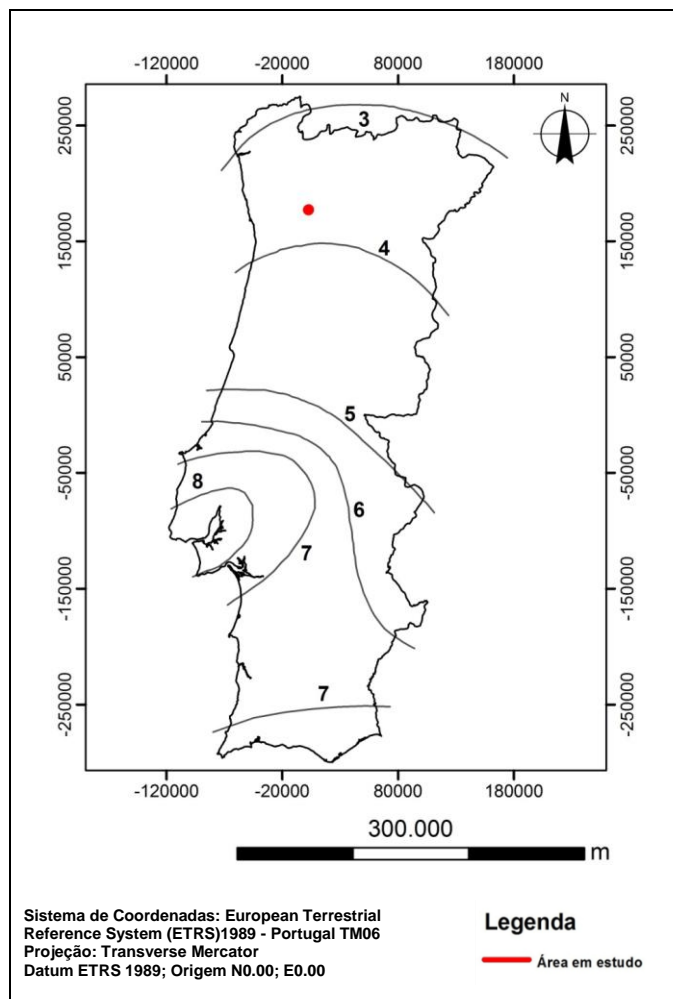 -120000 -20000 80000 180000
N
3
250000 250000
4
150000 150000
50000 50000
5
-50000 -50000
8
6
7
-150000 -150000
7
-250000 -250000
-120000 -20000 80000 180000
300.000
m
Sistema de Coordenadas: European Terrestrial
Reference System (ETRS)1989 - Portugal TM06
Projeção: Transverse Mercator
Datum ETRS 1989; Origem N0.00; E0.00
Legenda
Área em estudo